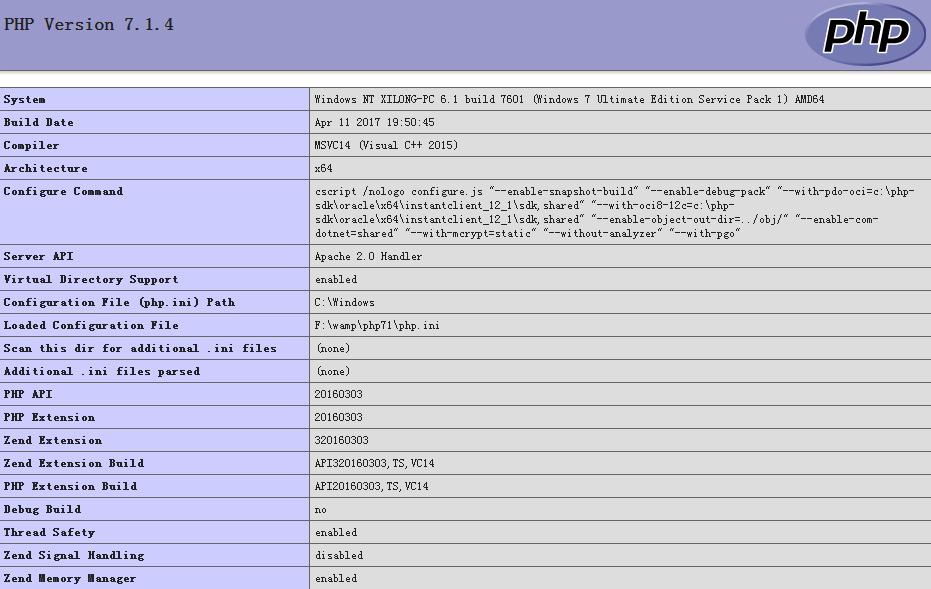 PHP Version 7.1.4
php
System Windows NT XILONG-PC 6.1 build 7601 (Windows 7 Ultimate Edition Service Pack 1) AMD64
Build Date Apr 11 2017 19:50:45
Compiler MSVC14 (Visual C++ 2015)
Architecture x64
Configure Command cscript /nologo configure.js "--enable-snapshot-build" "--enable-debug-pack" "--with-pdo-oci=c:\php-
sdk\oracle\x64\instantclient_12_1\sdk,shared" "--with-oci8-12c=c:\php-
sdk\oracle\x64\instantclient_12_1\sdk,shared" "--enable-object-out-dir=../obj/" "--enable-com-
dotnet=shared" "--with-mcrypt=static" "--without-analyzer" "--with-pgo"
Server API Apache 2.0 Handler
Virtual Directory Support enabled
Configuration File (php.ini) Path C:\Windows
Loaded Configuration File F:\wamp\php71\php.ini
Scan this dir for additional .ini files (none)
Additional .ini files parsed (none)
PHP API 20160303
PHP Extension 20160303
Zend Extension 320160303
Zend Extension Build API320160303,TS,VC14
PHP Extension Build API20160303,TS,VC14
Debug Build no
Thread Safety enabled
Zend Signal Handling disabled
Zend Memory Manager enabled